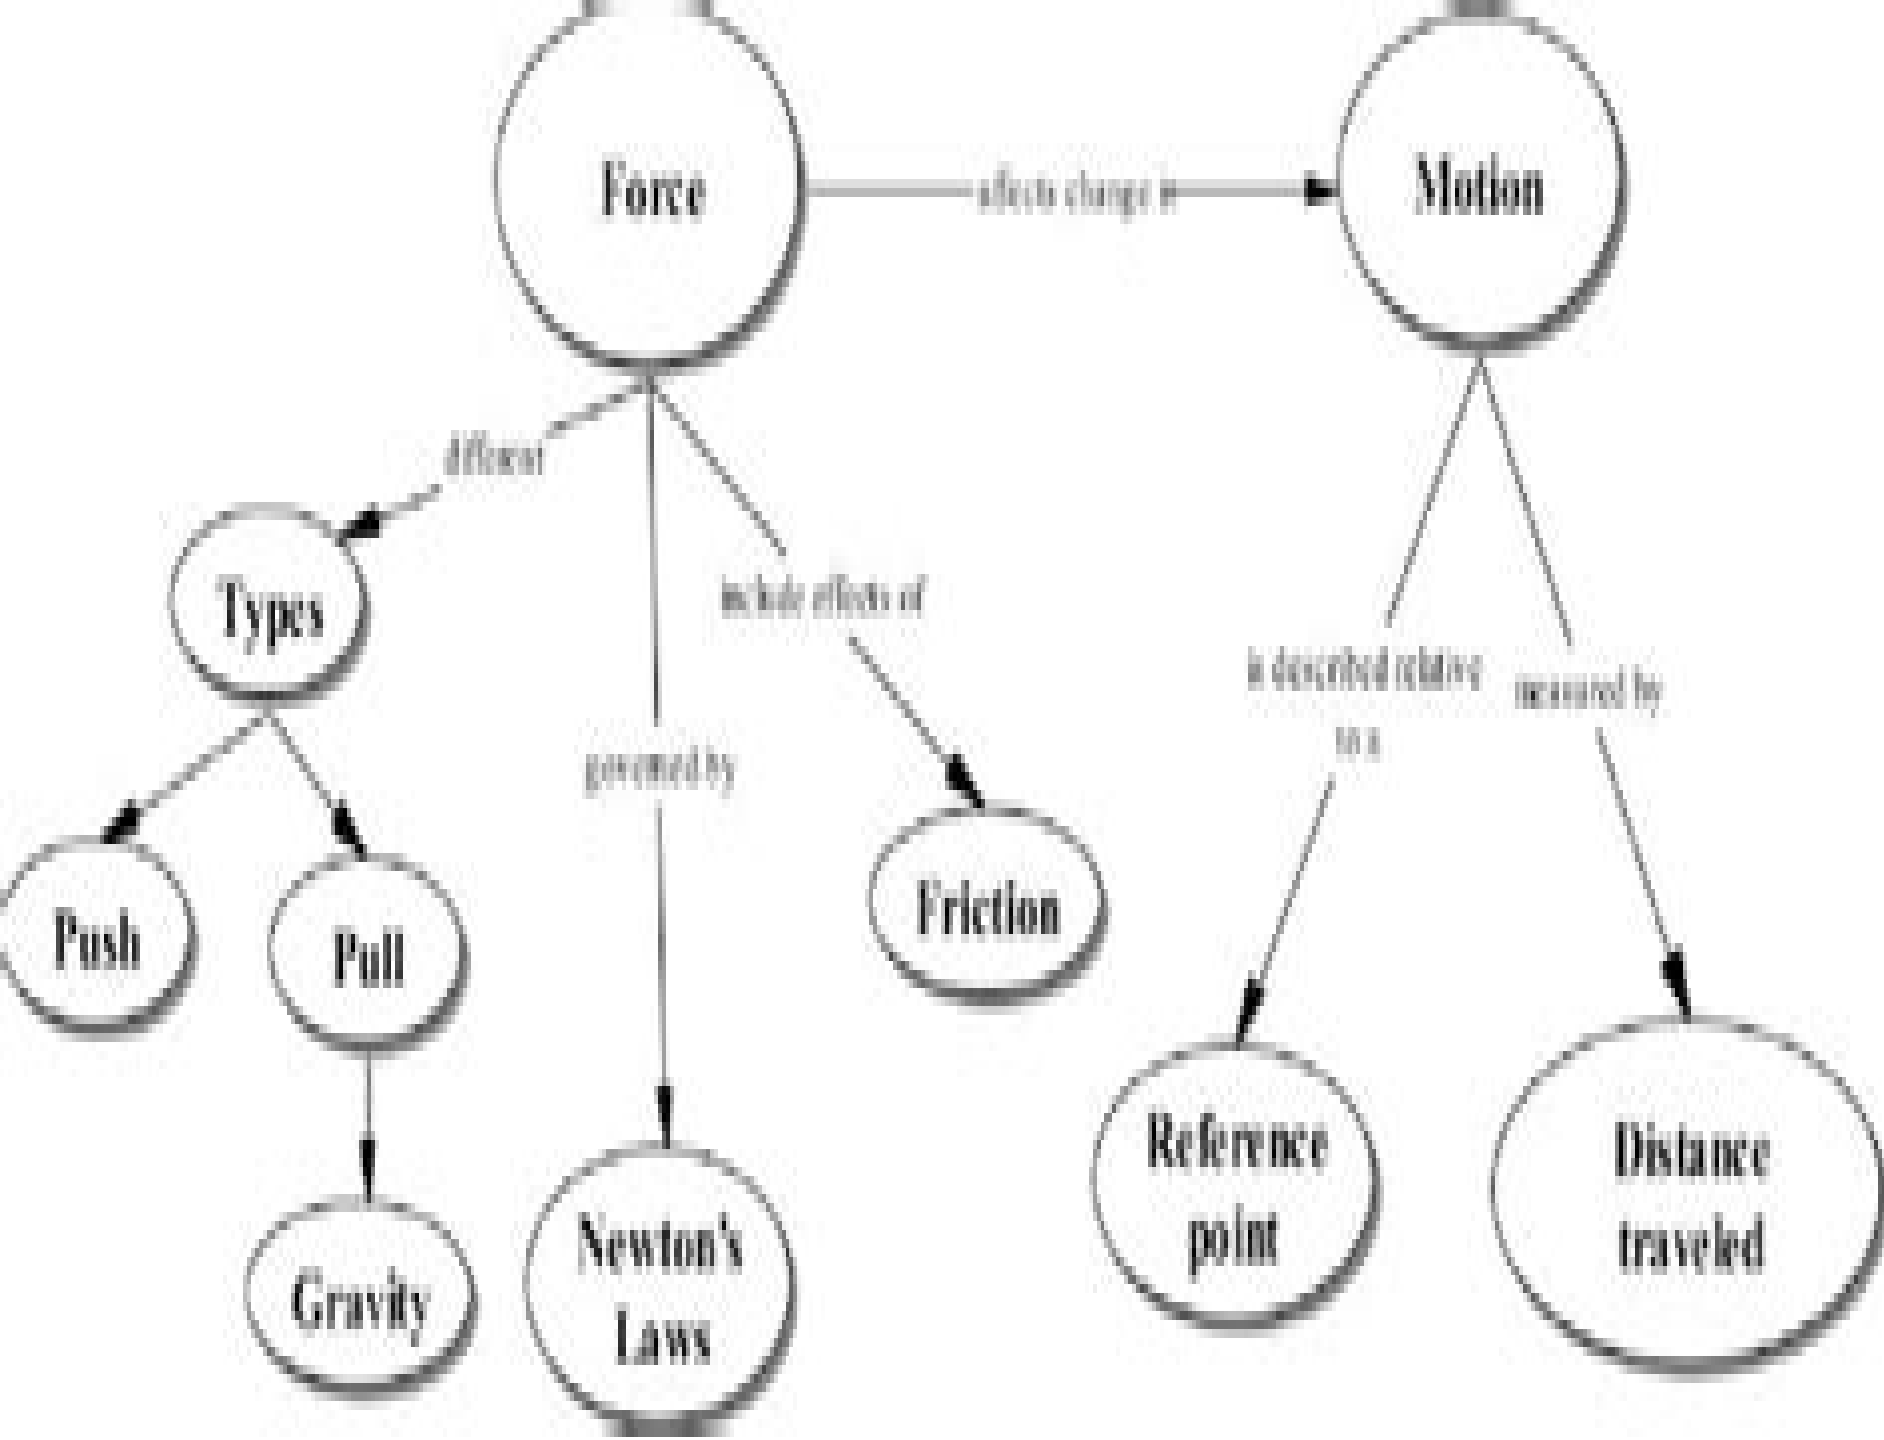 Force
affects change in
Motion
different
Types
include effects of
is described relative
to a
measured by
governed by
Push
Pull
Friction
Reference
point
Distance
traveled
Gravity
Newton's
Laws